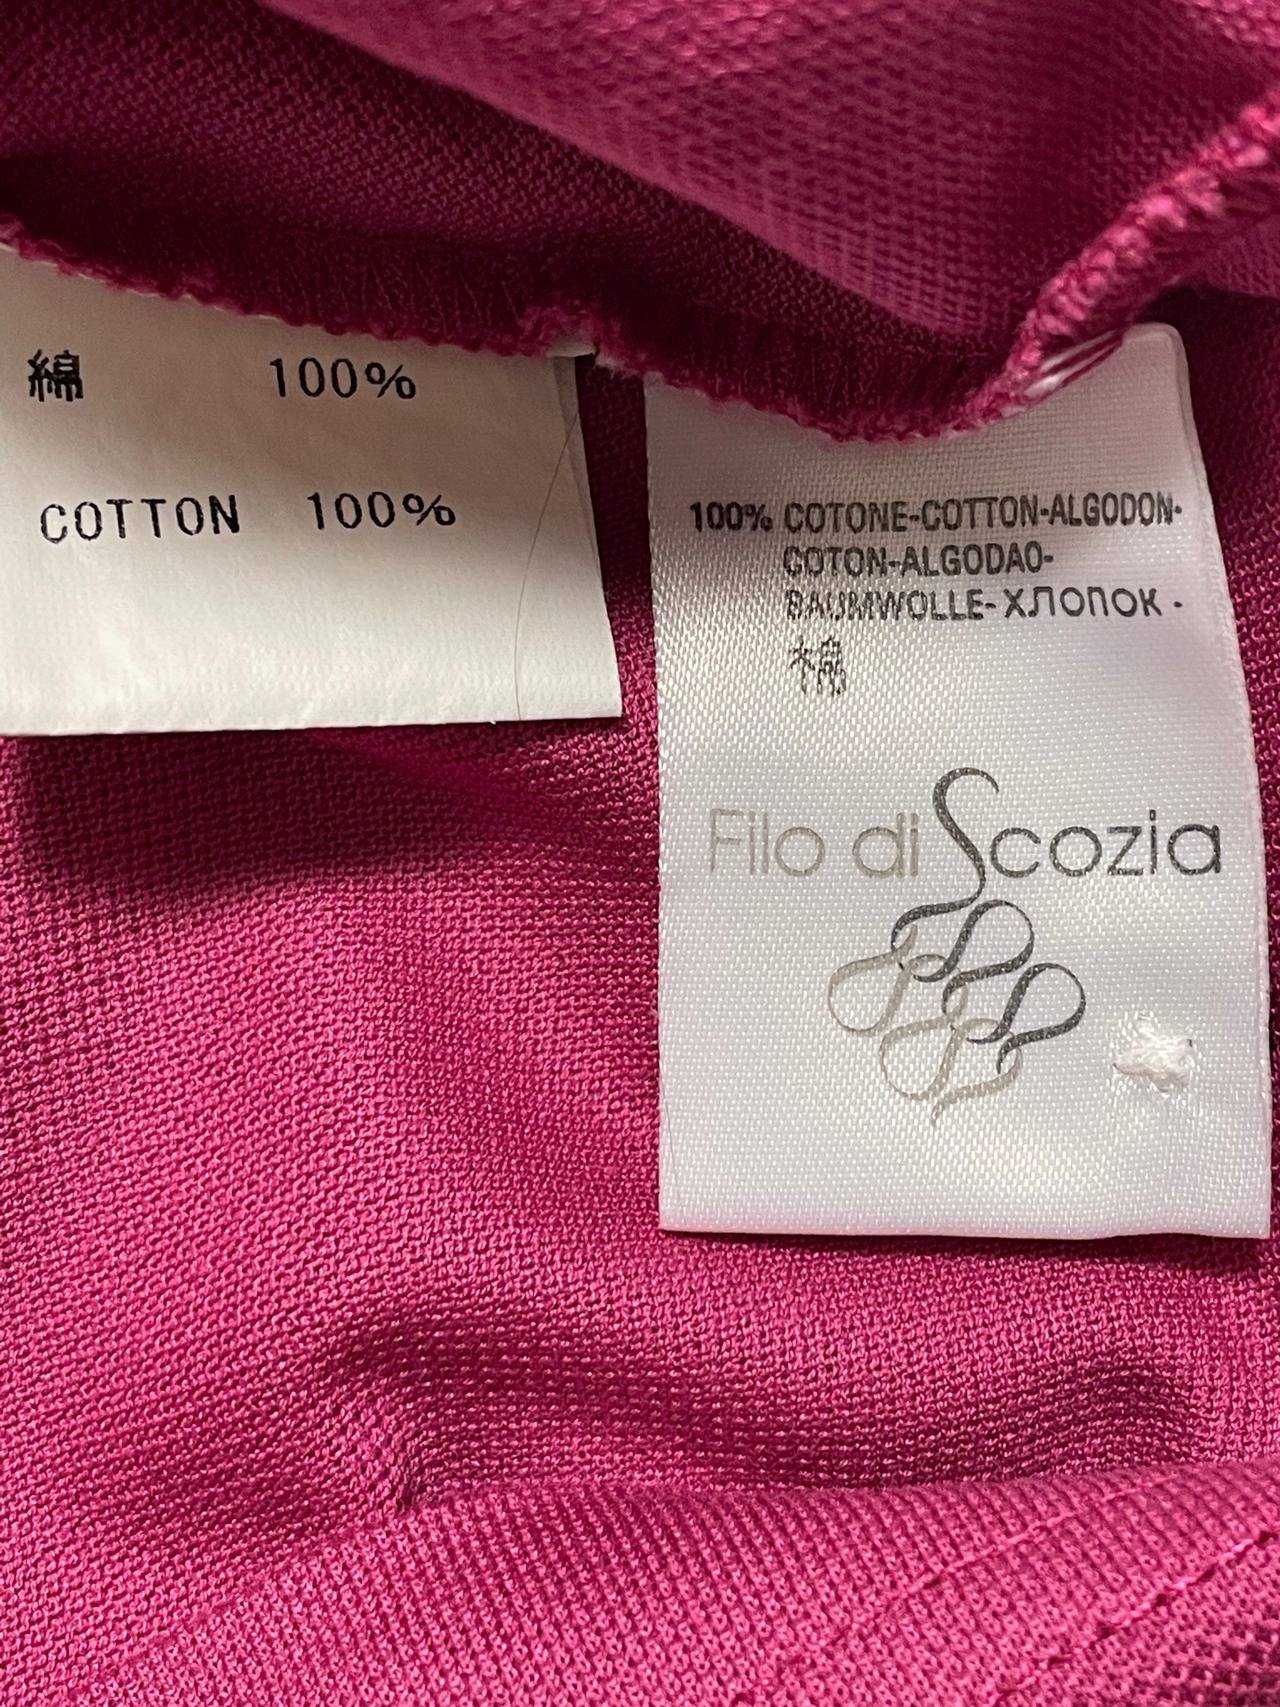 綿 100%
COTTON 100%
100% COTONE-COTTON-ALGODON-
COTON-ALGODAO-
BAUMWOLLE-ХЛОПОК-
棉
Filo di Scozia